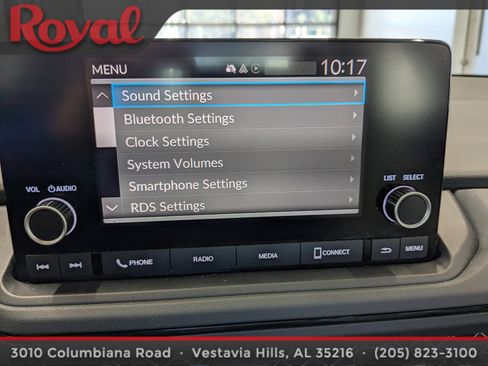 Royal
MENU 10:17
Sound Settings
Bluetooth Settings
Clock Settings
System Volumes
Smartphone Settings
RDS Settings
VOL AUDIO
LIST SELECT
PHONE RADIO MEDIA CONNECT MENU
3010 Columbiana Road · Vestavia Hills, AL 35216 · (205) 823-3100